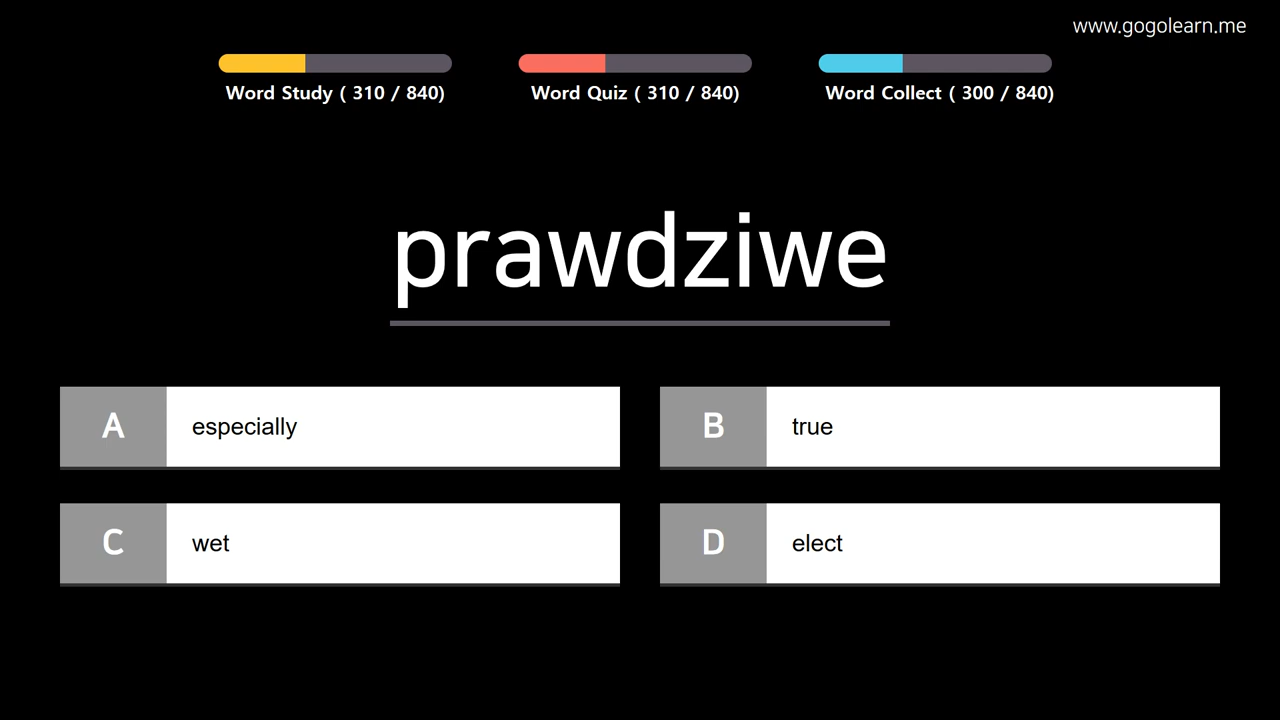 www.gogolearn.me
Word Study ( 310 / 840)
Word Quiz ( 310 / 840)
Word Collect ( 300 / 840)
prawdziwe
A especially
B true
C wet
D elect